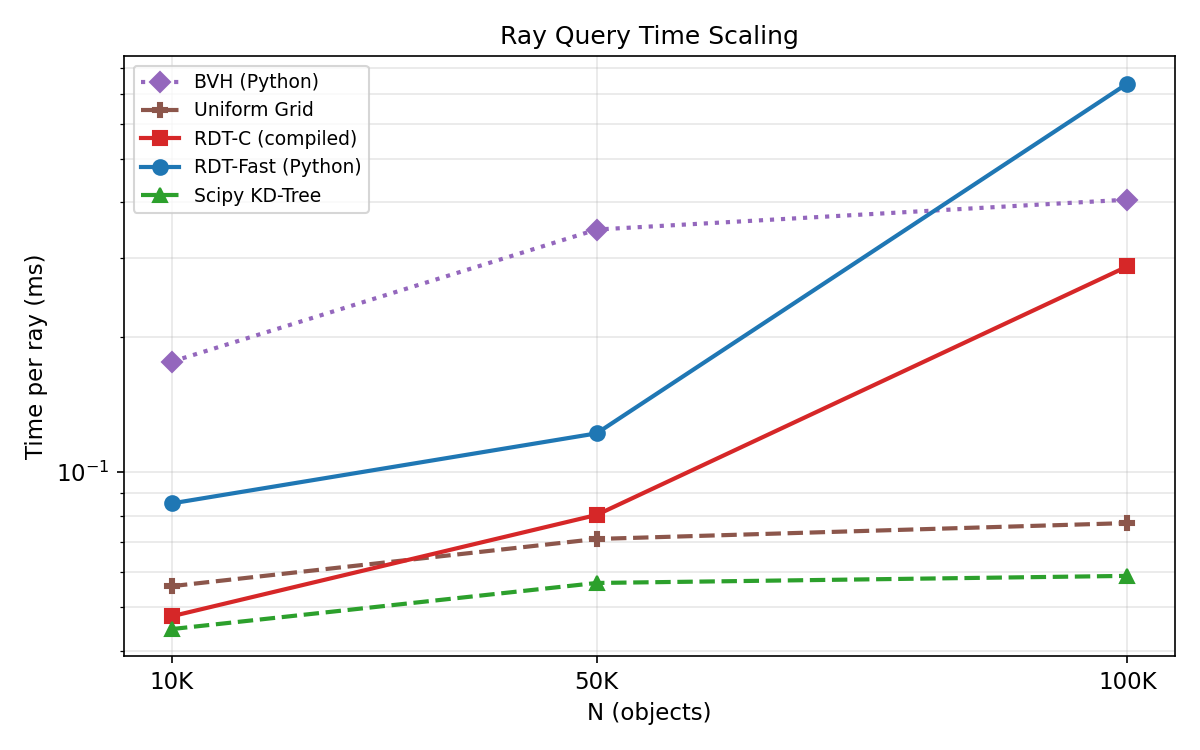 Ray Query Time Scaling
BVH (Python)
Uniform Grid
RDT-C (compiled)
RDT-Fast (Python)
Scipy KD-Tree
Time per ray (ms)
10⁻¹
10K
50K
100K
N (objects)